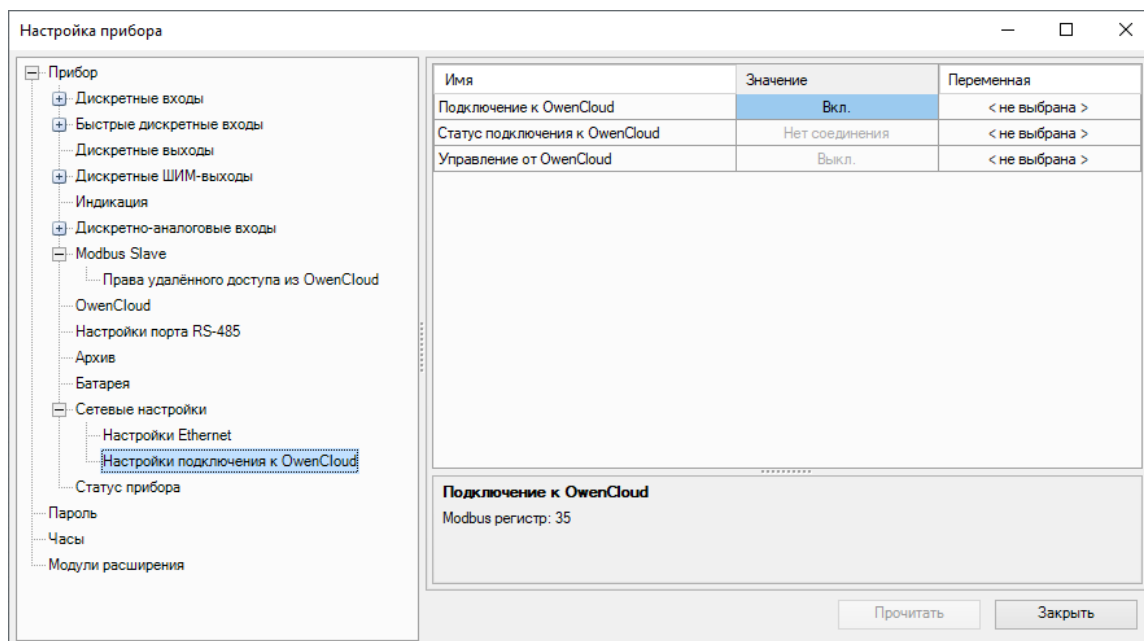 Настройка прибора
Прибор
Дискретные входы
Быстрые дискретные входы
Дискретные выходы
Дискретные ШИМ-выходы
Индикация
Дискретно-аналоговые входы
Modbus Slave
Права удалённого доступа из OwenCloud
OwenCloud
Настройки порта RS-485
Архив
Батарея
Сетевые настройки
Настройки Ethernet
Настройки подключения к OwenCloud
Статус прибора
Пароль
Часы
Модули расширения
Имя Значение Переменная
Подключение к OwenCloud Вкл. < не выбрана >
Статус подключения к OwenCloud Нет соединения < не выбрана >
Управление от OwenCloud Выкл. < не выбрана >
Подключение к OwenCloud
Modbus регистр: 35
Прочитать Закрыть